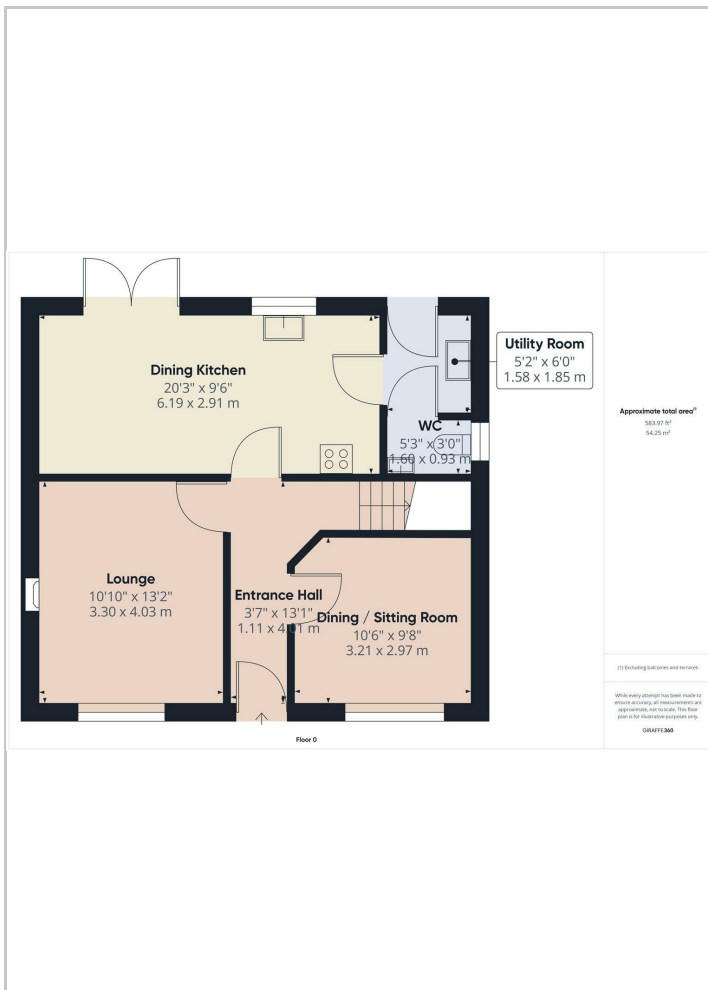 Dining Kitchen
20'3" x 9'6"
6.19 x 2.91 m
Utility Room
5'2" x 6'0"
1.58 x 1.85 m
WC
5'3" x 3'0"
1.60 x 0.93 m
Lounge
10'10" x 13'2"
3.30 x 4.03 m
Entrance Hall
3'7" x 13'1"
1.11 x 4.01 m
Dining / Sitting Room
10'6" x 9'8"
3.21 x 2.97 m
Floor 0
Approximate total area⁽¹⁾
583.97 ft²
54.25 m²
(1) Excluding balconies and terraces
While every attempt has been made to
ensure accuracy, all measurements are
approximate, not to scale. This floor
plan is for illustrative purposes only.
GIRAFFE360